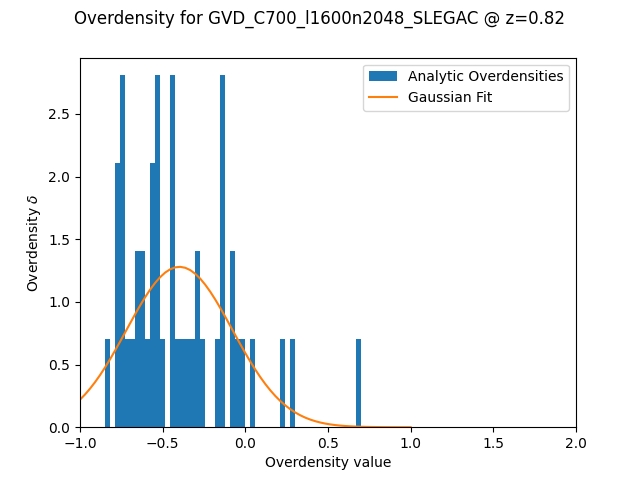 Overdensity for GVD_C700_l1600n2048_SLEGAC @ z=0.82
Analytic Overdensities
Gaussian Fit
Overdensity δ
2.5
2.0
1.5
1.0
0.5
0.0
−1.0 −0.5 0.0 0.5 1.0 1.5 2.0
Overdensity value